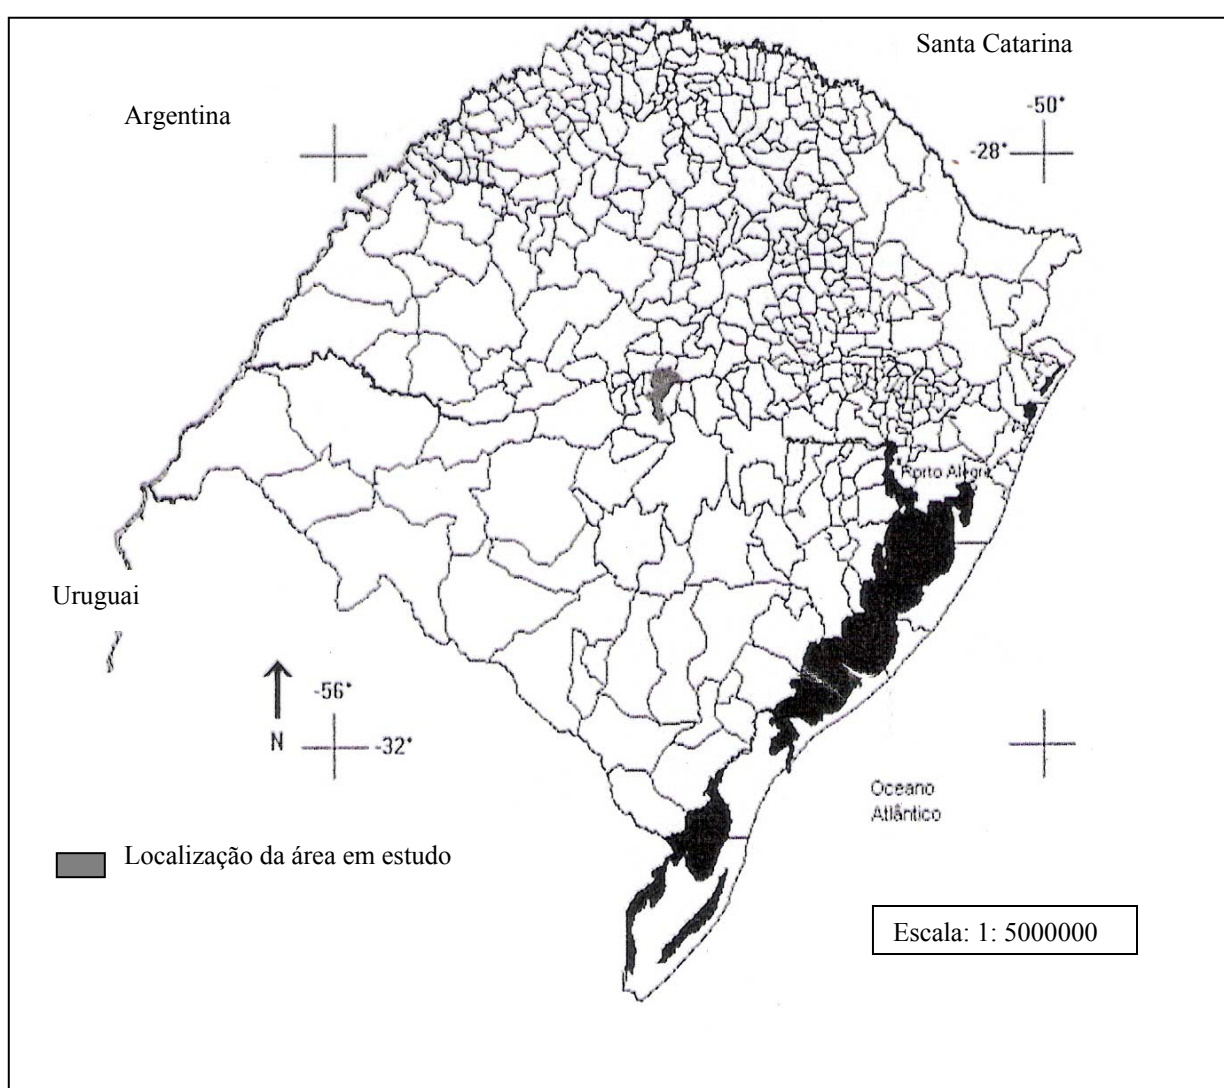 Santa Catarina
Argentina
-50°
-28°
Porto Alegre
Uruguai
-56°
N
-32°
Oceano
Atlântico
Localização da área em estudo
Escala: 1: 5000000